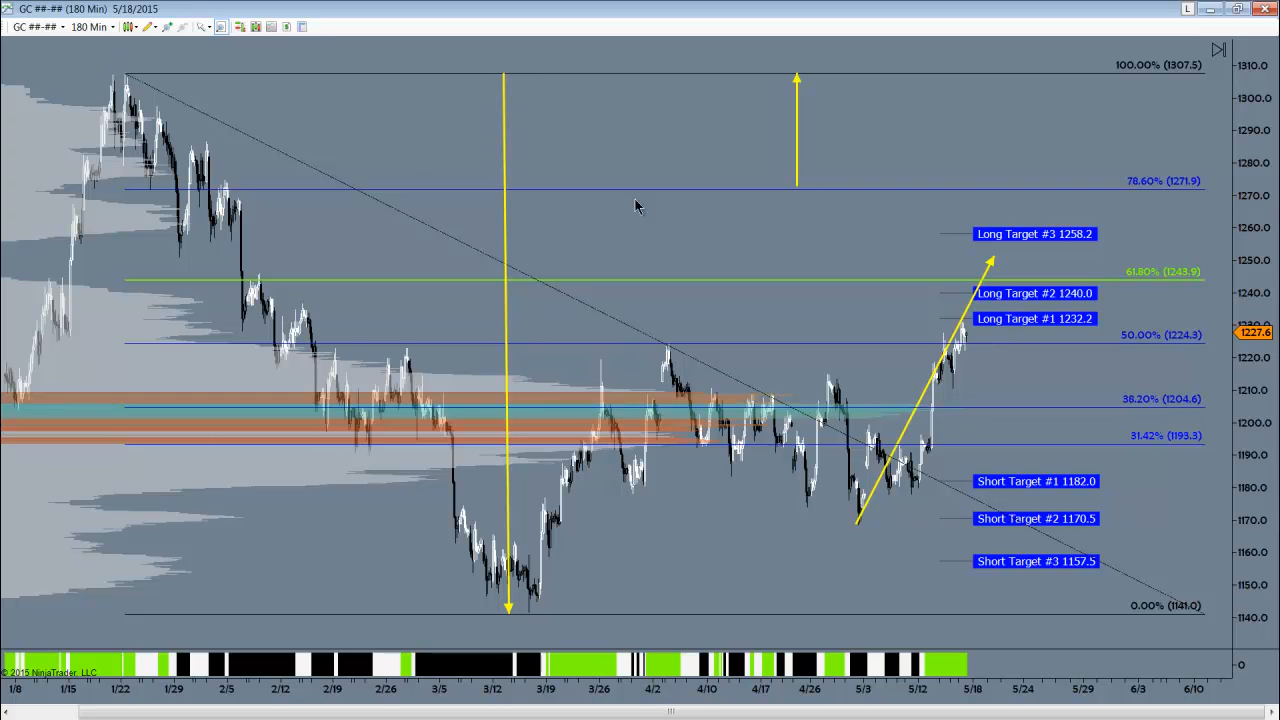 GC ##-## (180 Min) 5/18/2015
L
GC ##-## 180 Min
100.00% (1307.5)
78.60% (1271.9)
Long Target #3 1258.2
61.80% (1243.9)
Long Target #2 1240.0
Long Target #1 1232.2
50.00% (1224.3)
38.20% (1204.6)
31.42% (1193.3)
Short Target #1 1182.0
Short Target #2 1170.5
Short Target #3 1157.5
0.00% (1141.0)
1310.0
1300.0
1290.0
1280.0
1270.0
1260.0
1250.0
1240.0
1227.6
1220.0
1210.0
1200.0
1190.0
1180.0
1170.0
1160.0
1150.0
1140.0
0
© 2015 NinjaTrader, LLC
1/8 1/15 1/22 1/29 2/5 2/12 2/19 2/26 3/5 3/12 3/19 3/26 4/2 4/10 4/17 4/26 5/3 5/12 5/18 5/24 5/29 6/3 6/10